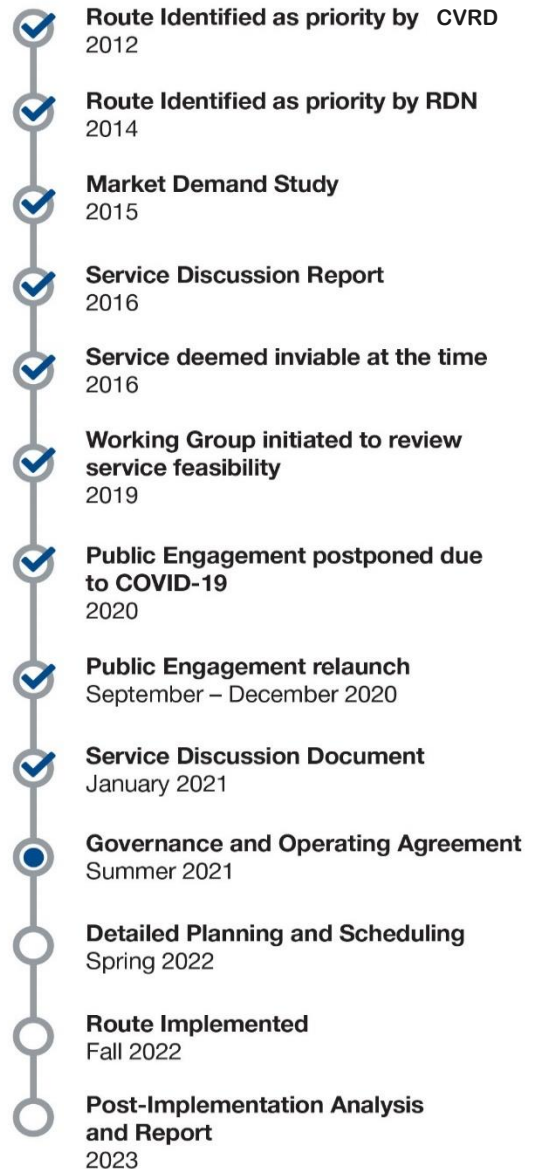 Route Identified as priority by CVRD
2012
Route Identified as priority by RDN
2014
Market Demand Study
2015
Service Discussion Report
2016
Service deemed inviable at the time
2016
Working Group initiated to review
service feasibility
2019
Public Engagement postponed due
to COVID-19
2020
Public Engagement relaunch
September – December 2020
Service Discussion Document
January 2021
Governance and Operating Agreement
Summer 2021
Detailed Planning and Scheduling
Spring 2022
Route Implemented
Fall 2022
Post-Implementation Analysis
and Report
2023